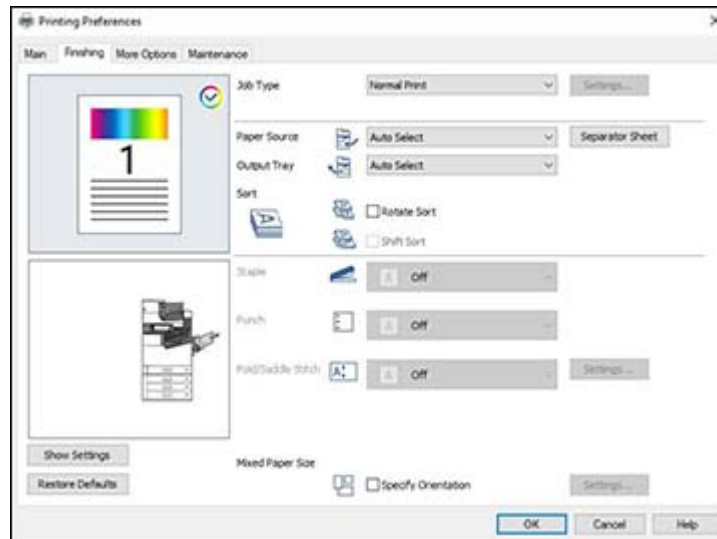 Printing Preferences
Main Finishing More Options Maintenance
Job Type Normal Print Settings...
Paper Source Auto Select Separator Sheet
Output Tray Auto Select
Sort
Rotate Sort
Shift Sort
1
Staple Off
Punch Off
Fold/Saddle Stitch Off Settings...
Show Settings
Mixed Paper Size
Restore Defaults
Specify Orientation Settings...
OK Cancel Help